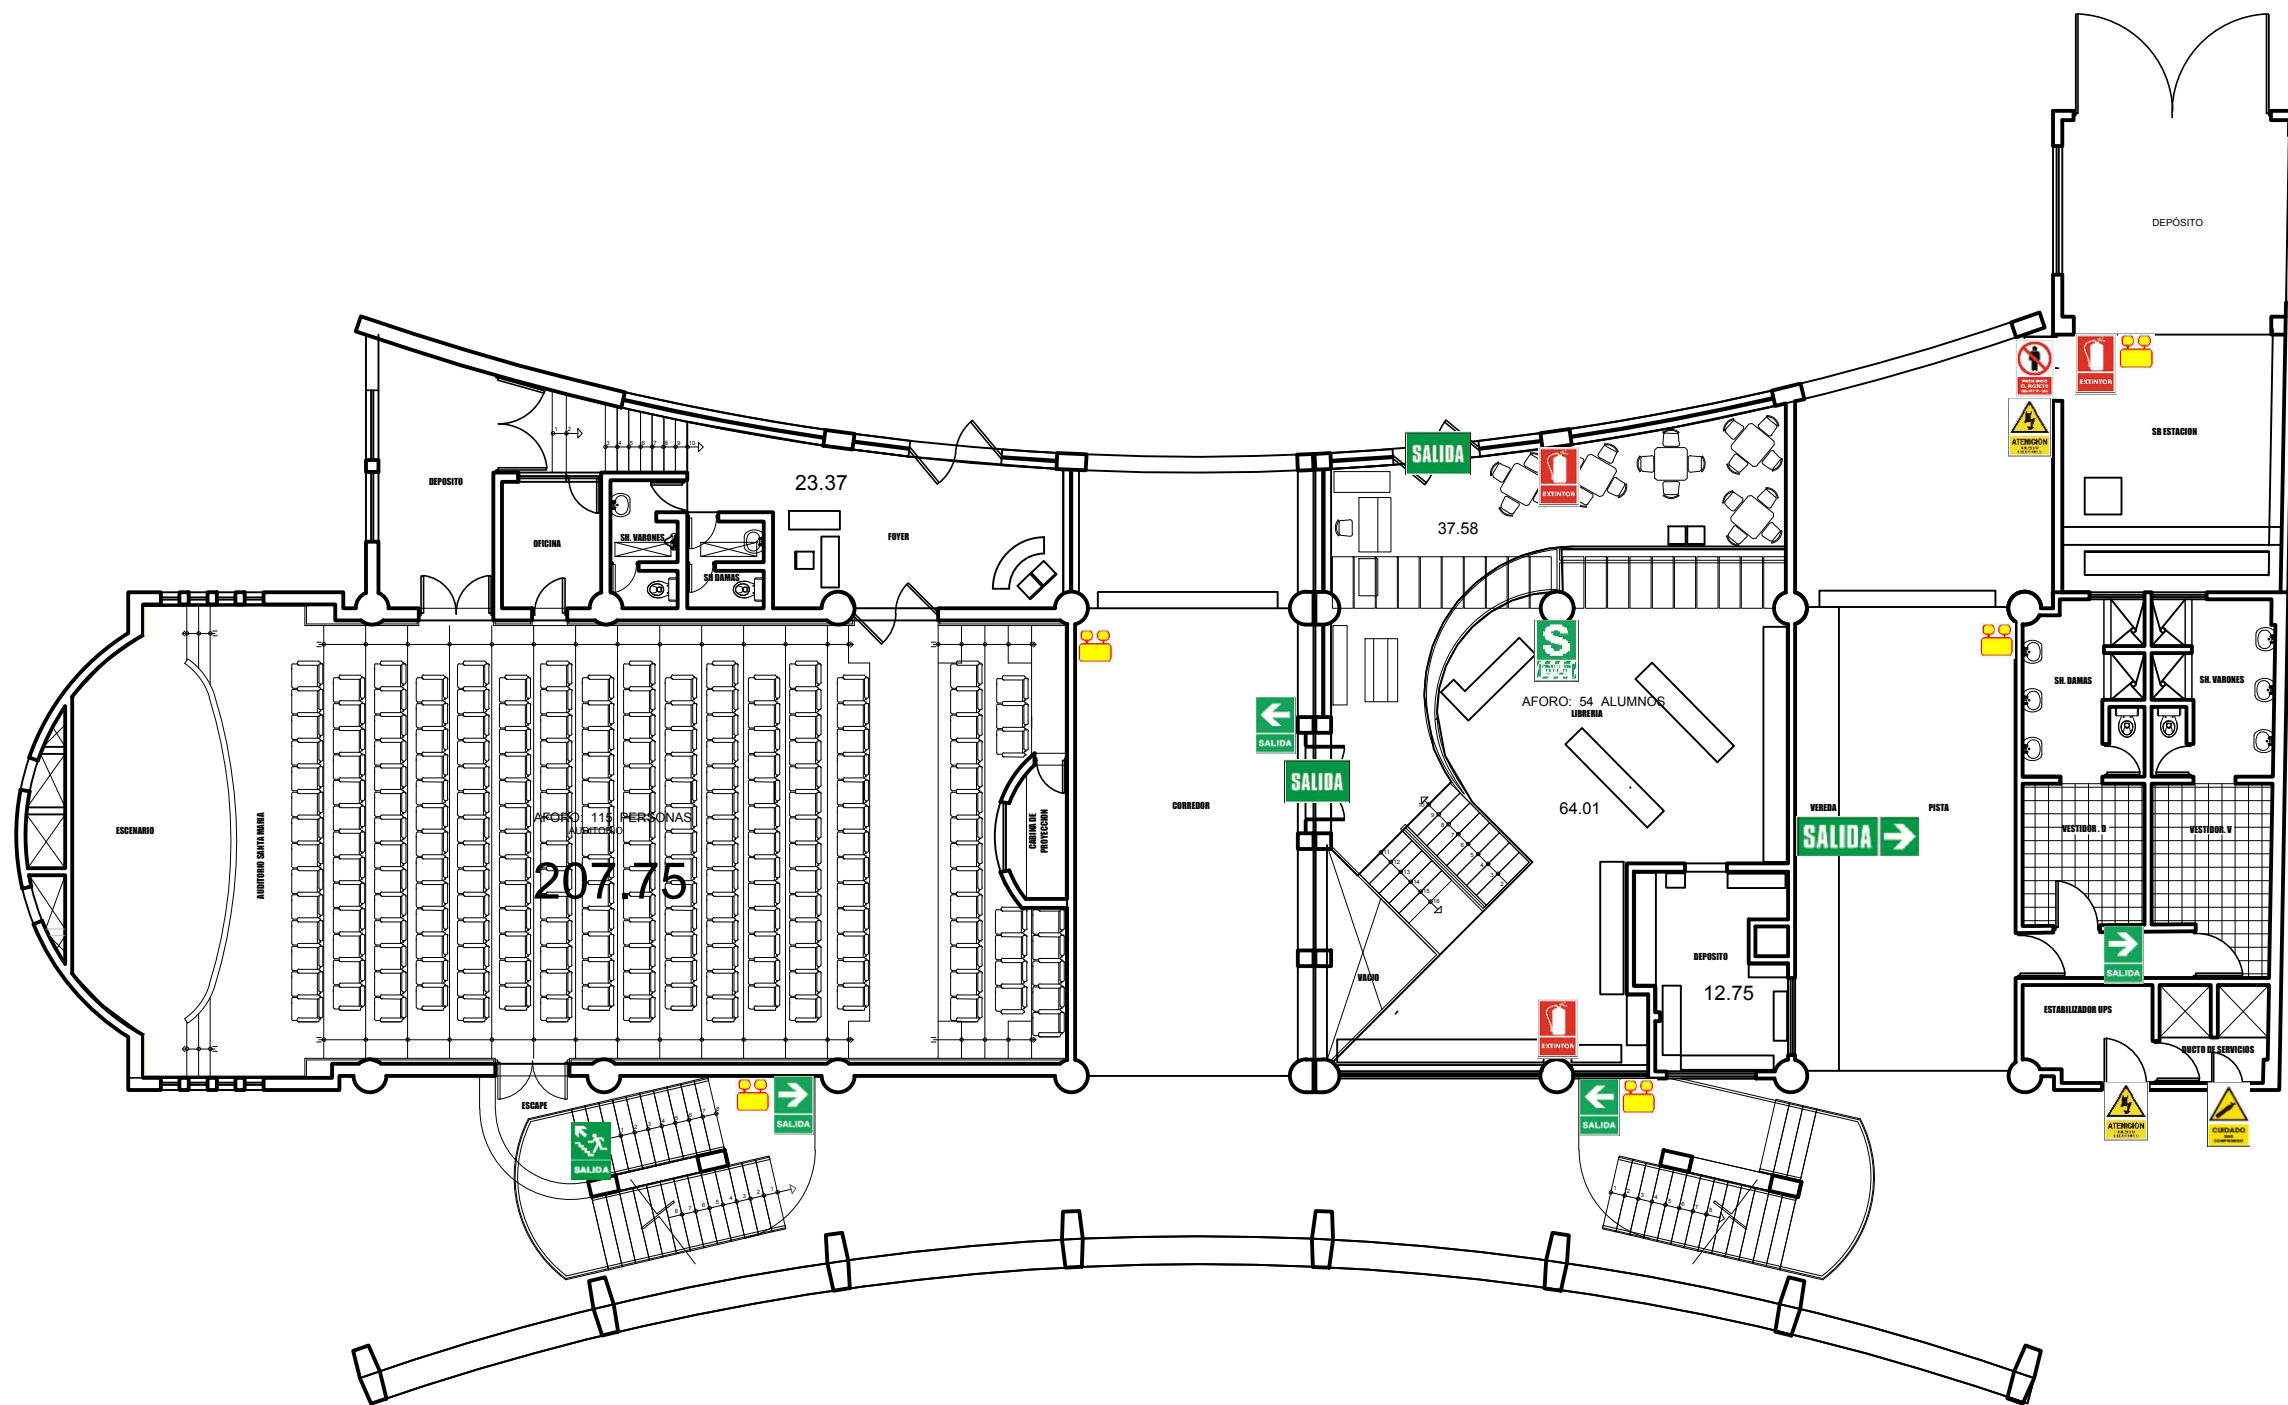 DEPÓSITO
EXTINTOR
ATENCIÓN
SB ESTACION
SALIDA
EXTINTOR
DEPOSITO
23.37
OFICINA
SH. VARONES
SH DAMAS
FOYER
37.58
S
SH. DAMAS
SH. VARONES
AFORO: 54 ALUMNOS
LIBRERIA
SALIDA
SALIDA
ESCENARIO
AUDITORIO SANTA MARIA
AFORO: 115 PERSONAS
AUDITORIO
207.75
CABINA DE
PROYECCION
CORREDOR
64.01
VEREDA
PISTA
SALIDA
VESTIDOR. D
VESTIDOR. V
VACIO
DEPOSITO
12.75
SALIDA
ESTABILIZADOR UPS
DUCTO DE SERVICIOS
EXTINTOR
ESCAPE
SALIDA
SALIDA
SALIDA
ATENCIÓN
CUIDADO